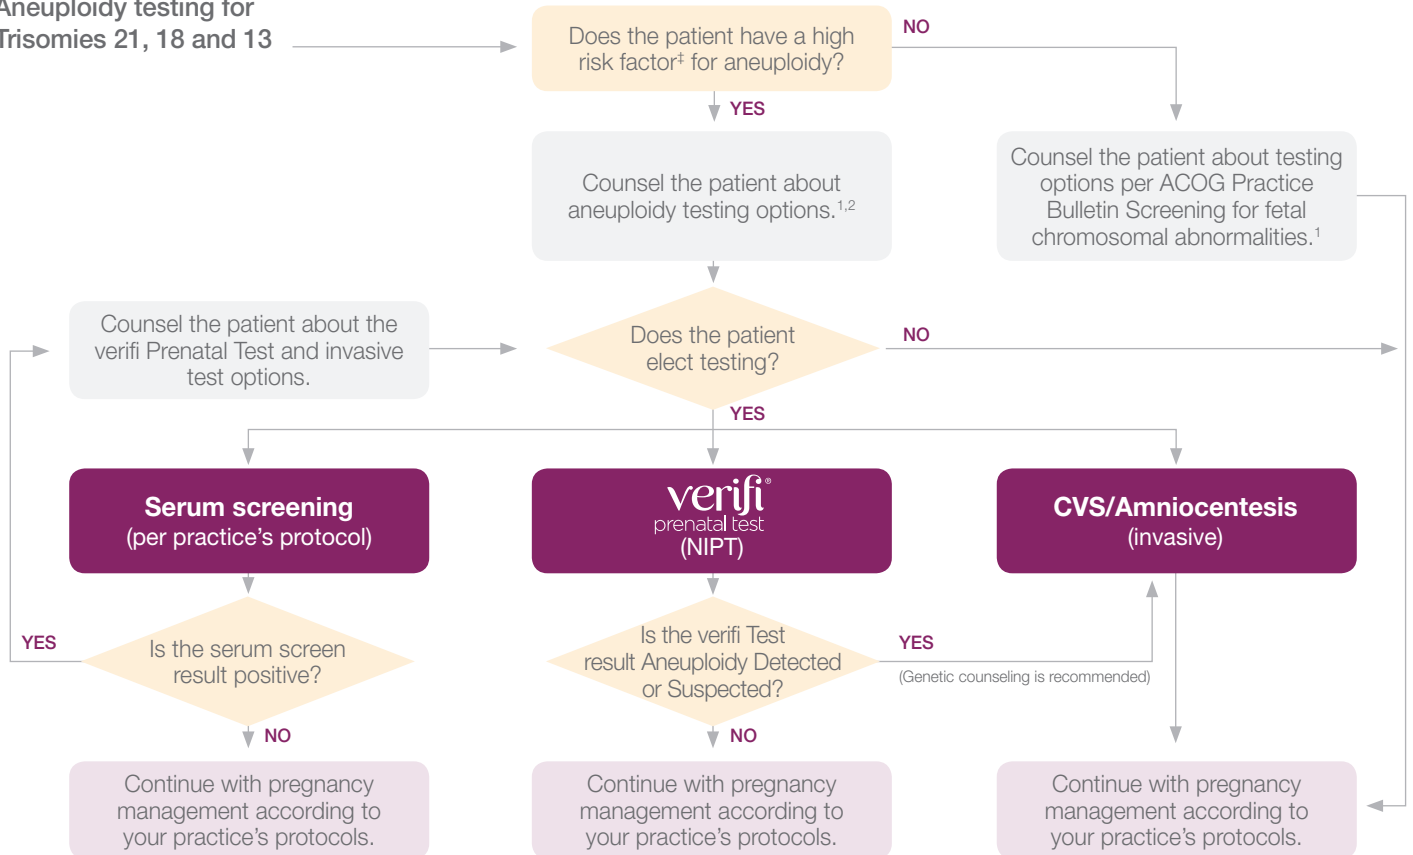 Aneuploidy testing for
Trisomies 21, 18 and 13
Does the patient have a high
risk factor‡ for aneuploidy?
NO
YES
Counsel the patient about
aneuploidy testing options.1,2
Counsel the patient about testing
options per ACOG Practice
Bulletin Screening for fetal
chromosomal abnormalities.1
Counsel the patient about the
verifi Prenatal Test and invasive
test options.
Does the patient
elect testing?
NO
YES
Serum screening
(per practice's protocol)
verifi®
prenatal test
(NIPT)
CVS/Amniocentesis
(invasive)
YES
Is the serum screen
result positive?
NO
Is the verifi Test
result Aneuploidy Detected
or Suspected?
YES
(Genetic counseling is recommended)
NO
Continue with pregnancy
management according to
your practice's protocols.
Continue with pregnancy
management according to
your practice's protocols.
Continue with pregnancy
management according to
your practice's protocols.